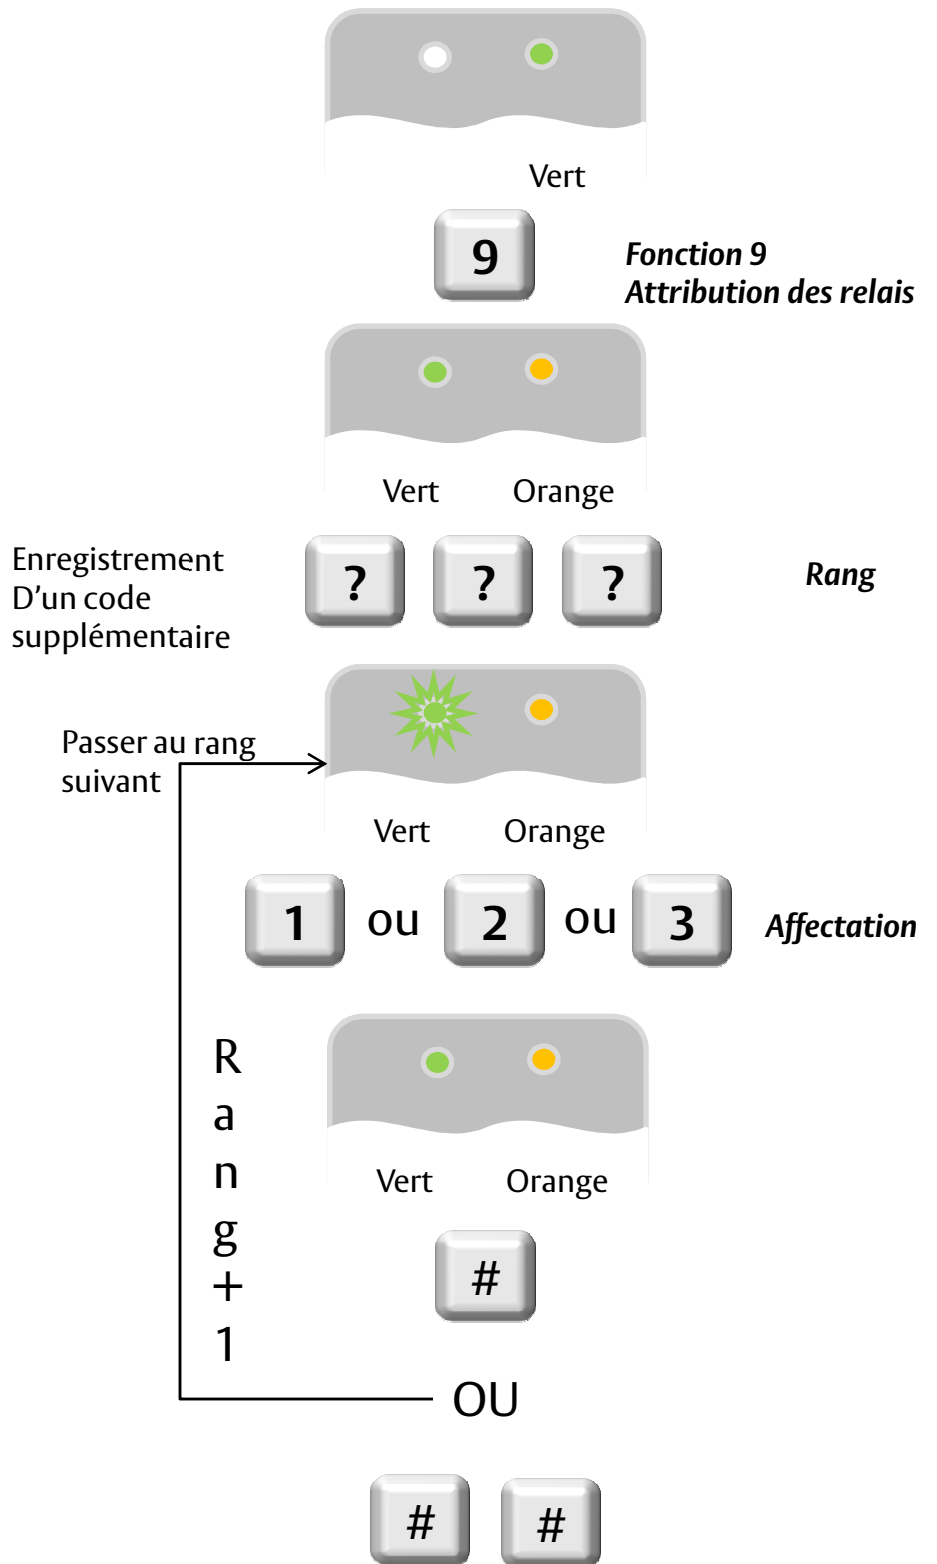 Vert
9
Fonction 9
Attribution des relais
Vert Orange
Enregistrement
D'un code
supplémentaire
? ? ?
Rang
Passer au rang
suivant
Vert Orange
1 ou 2 ou 3
Affectation
R
a
n
g
+
1
Vert Orange
#
OU
# #